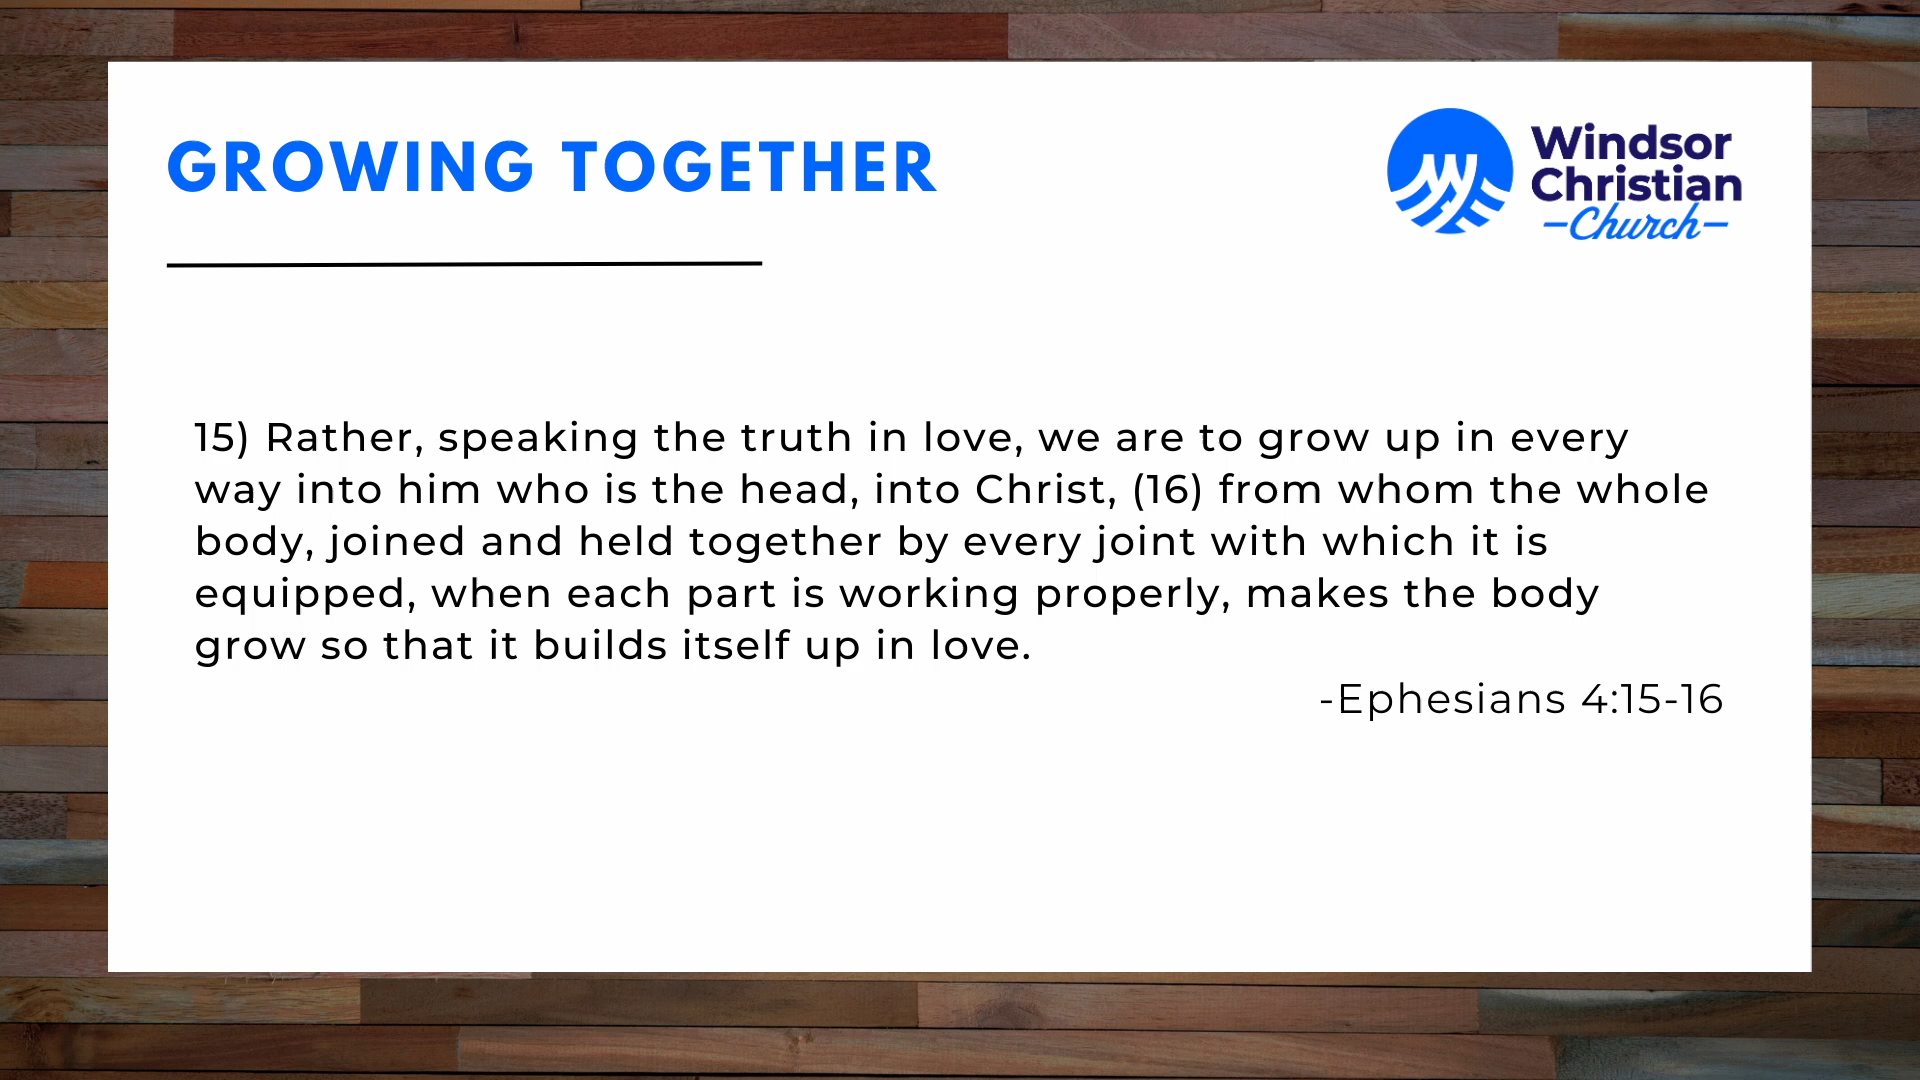 GROWING TOGETHER
Windsor
Christian
-Church-
15) Rather, speaking the truth in love, we are to grow up in every
way into him who is the head, into Christ, (16) from whom the whole
body, joined and held together by every joint with which it is
equipped, when each part is working properly, makes the body
grow so that it builds itself up in love.
-Ephesians 4:15-16